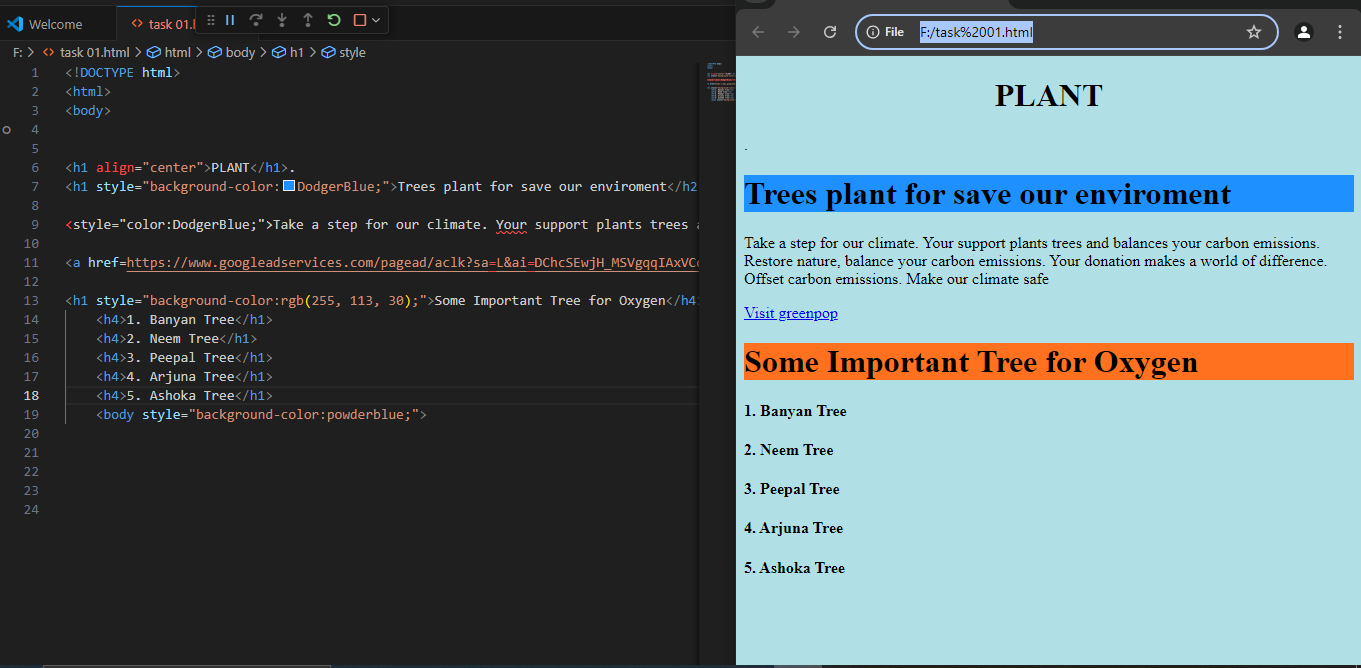 Welcome
task 01.
F: > task 01.html > html > body > h1 > style
1 <!DOCTYPE html>
2 <html>
3 <body>
4
5
6 <h1 align="center">PLANT</h1>.
7 <h1 style="background-color:DodgerBlue;">Trees plant for save our enviroment</h2
8
9 <style="color:DodgerBlue;">Take a step for our climate. Your support plants trees a
10
11 <a href=https://www.googleadservices.com/pagead/aclk?sa=L&ai=DChcSEwjH_MSVgqqIAxVC
12
13 <h1 style="background-color:rgb(255, 113, 30);">Some Important Tree for Oxygen</h4
14 <h4>1. Banyan Tree</h1>
15 <h4>2. Neem Tree</h1>
16 <h4>3. Peepal Tree</h1>
17 <h4>4. Arjuna Tree</h1>
18 <h4>5. Ashoka Tree</h1>
19 <body style="background-color:powderblue;">
20
21
22
23
24
File F:/task%2001.html
PLANT
.
Trees plant for save our enviroment
Take a step for our climate. Your support plants trees and balances your carbon emissions.
Restore nature, balance your carbon emissions. Your donation makes a world of difference.
Offset carbon emissions. Make our climate safe
Visit greenpop
Some Important Tree for Oxygen
1. Banyan Tree
2. Neem Tree
3. Peepal Tree
4. Arjuna Tree
5. Ashoka Tree